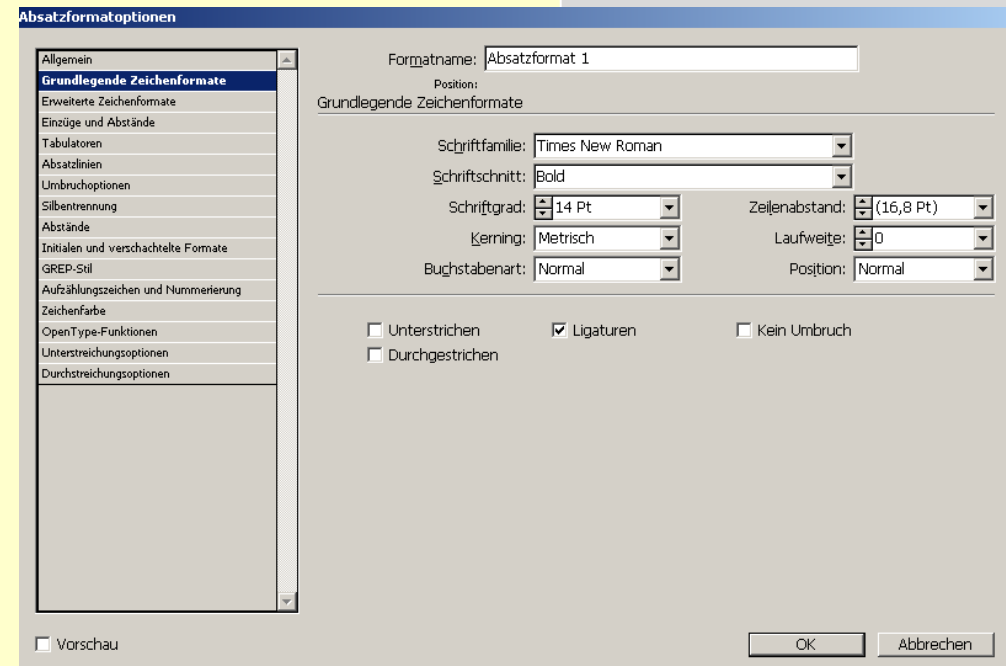 Absatzformatoptionen
Allgemein
Grundlegende Zeichenformate
Erweiterte Zeichenformate
Einzüge und Abstände
Tabulatoren
Absatzlinien
Umbruchoptionen
Silbentrennung
Abstände
Initialen und verschachtelte Formate
GREP-Stil
Aufzählungszeichen und Nummerierung
Zeichenfarbe
OpenType-Funktionen
Unterstreichungsoptionen
Durchstreichungsoptionen
Formatname: Absatzformat 1
Position:
Grundlegende Zeichenformate
Schriftfamilie: Times New Roman
Schriftschnitt: Bold
Schriftgrad: 14 Pt Zeilenabstand: (16,8 Pt)
Kerning: Metrisch Laufweite: 0
Buchstabenart: Normal Position: Normal
Unterstrichen Ligaturen Kein Umbruch
Durchgestrichen
Vorschau OK Abbrechen